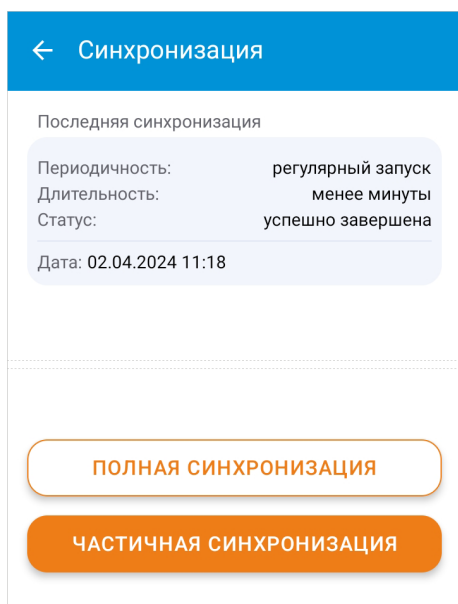 Синхронизация
Последняя синхронизация
Периодичность: регулярный запуск
Длительность: менее минуты
Статус: успешно завершена
Дата: 02.04.2024 11:18
ПОЛНАЯ СИНХРОНИЗАЦИЯ
ЧАСТИЧНАЯ СИНХРОНИЗАЦИЯ